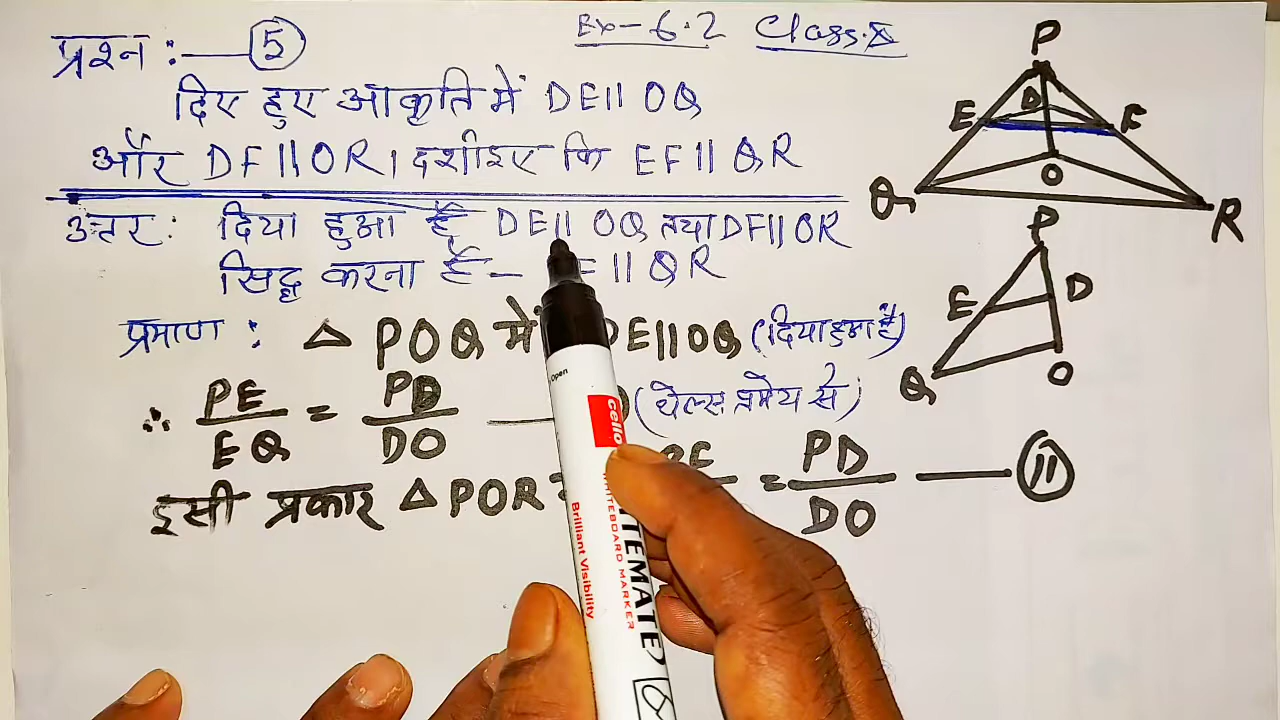 Ex-6.2 Class-X
प्रश्न :— 5
दिए हुए आकृति में DE||OQ
और DF||OR। दर्शाइए कि EF||QR
उत्तर: दिया हुआ है DE||OQ तथा DF||OR
सिद्ध करना है- F||QR
प्रमाण : △ POQ में DE||OQ (दिया हुआ है)
∴ PE/EQ = PD/DO — (थेल्स प्रमेय से)
इसी प्रकार △POR = PD/DO — II
P
E D F
O
Q R
P
E D
Q O
Open
cello
WHITEBOARD MARKER
WHITEMATE
Brilliant Visibility